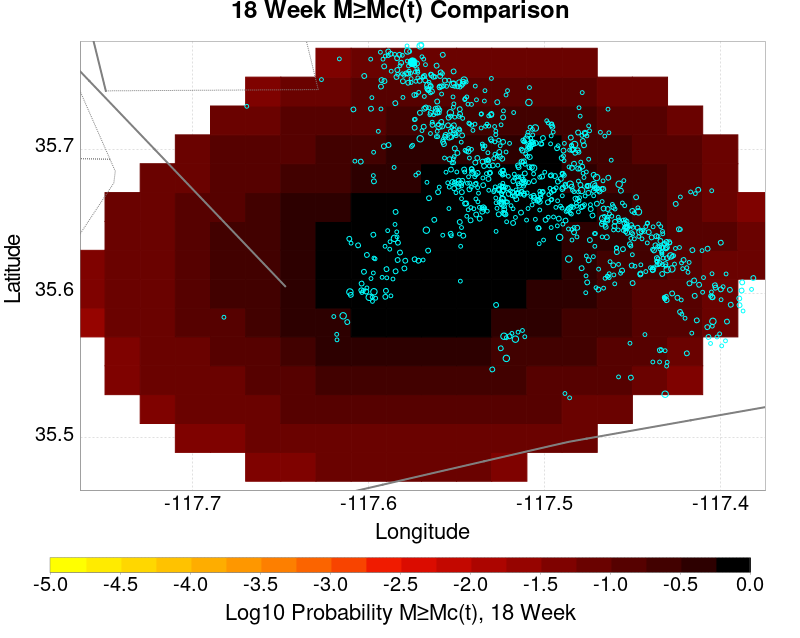 18 Week M≥Mc(t) Comparison
35.7
35.6
35.5
Latitude
-117.7 -117.6 -117.5 -117.4
Longitude
-5.0 -4.5 -4.0 -3.5 -3.0 -2.5 -2.0 -1.5 -1.0 -0.5 0.0
Log10 Probability M≥Mc(t), 18 Week